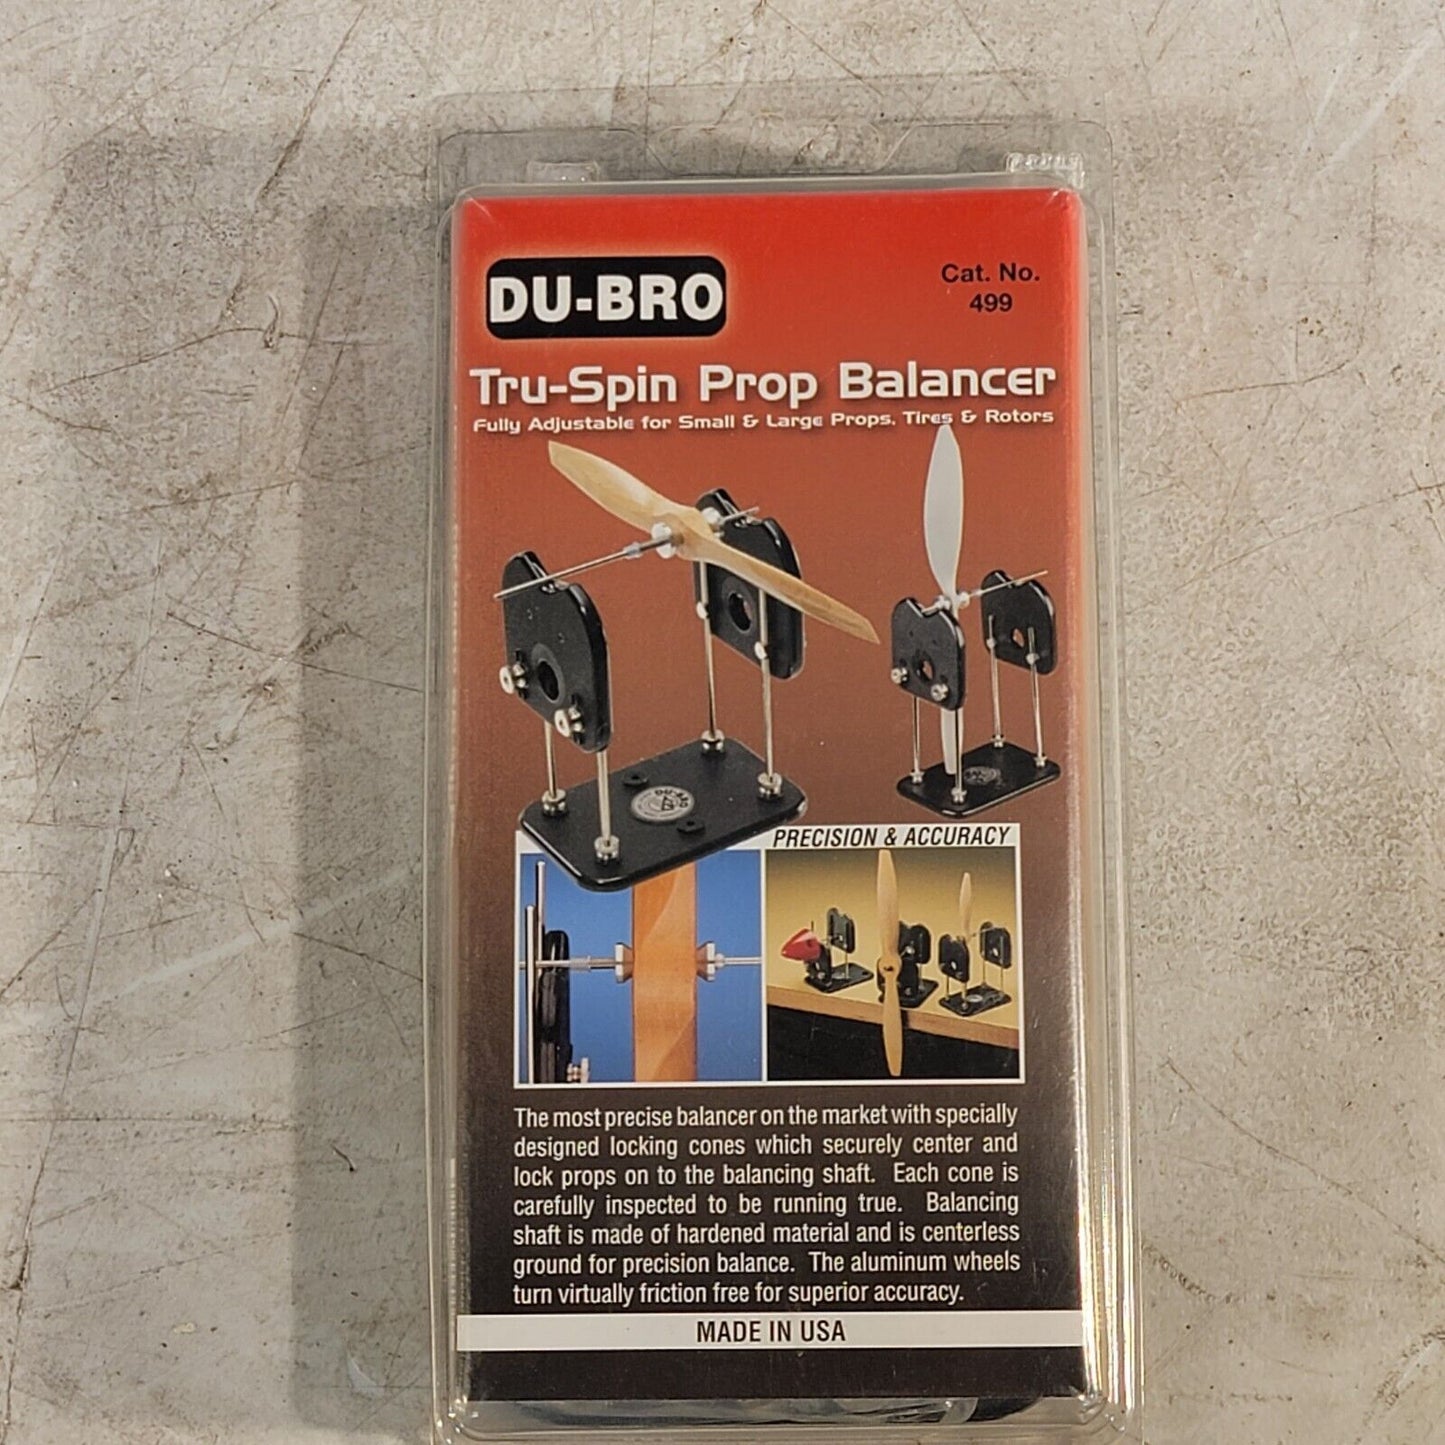 DU-BRO
Cat. No.
499
Tru-Spin Prop Balancer
Fully Adjustable for Small & Large Props, Tires & Rotors
DU-BRO
PRECISION & ACCURACY
The most precise balancer on the market with specially
designed locking cones which securely center and
lock props on to the balancing shaft. Each cone is
carefully inspected to be running true. Balancing
shaft is made of hardened material and is centerless
ground for precision balance. The aluminum wheels
turn virtually friction free for superior accuracy.
MADE IN USA